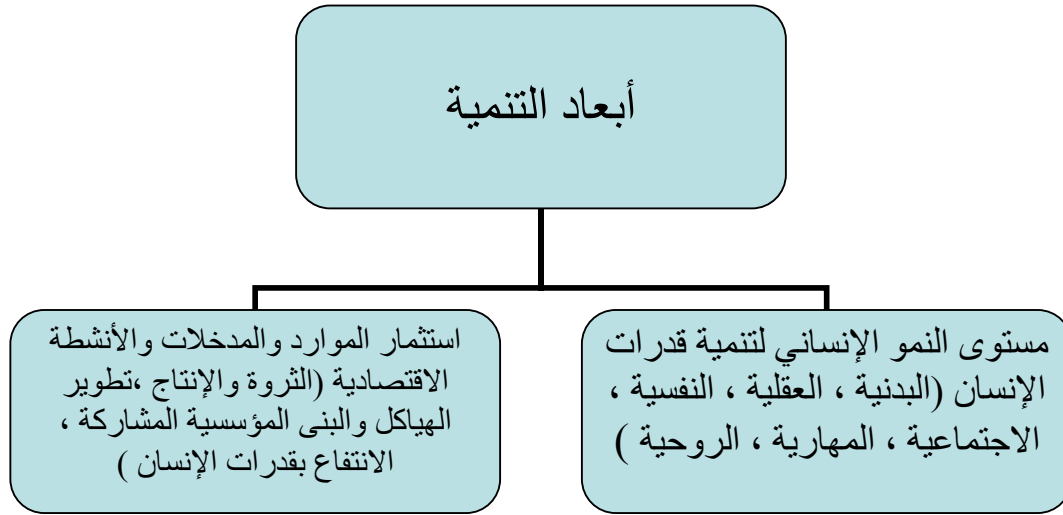 أبعاد التنمية
مستوى النمو الإنساني لتنمية قدرات
الإنسان (البدنية ، العقلية ، النفسية ،
الاجتماعية ، المهارية ، الروحية )
استثمار الموارد والمدخلات والأنشطة
الاقتصادية (الثروة والإنتاج ،تطوير
الهياكل والبنى المؤسسية المشاركة ،
الانتفاع بقدرات الإنسان )